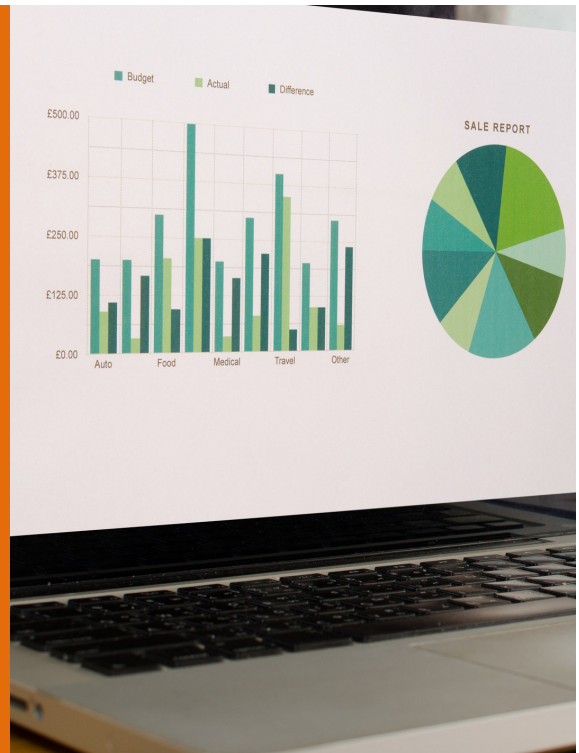 Budget
Actual
Difference
£500.00
£375.00
£250.00
£125.00
£0.00
Auto
Food
Medical
Travel
Other
SALE REPORT